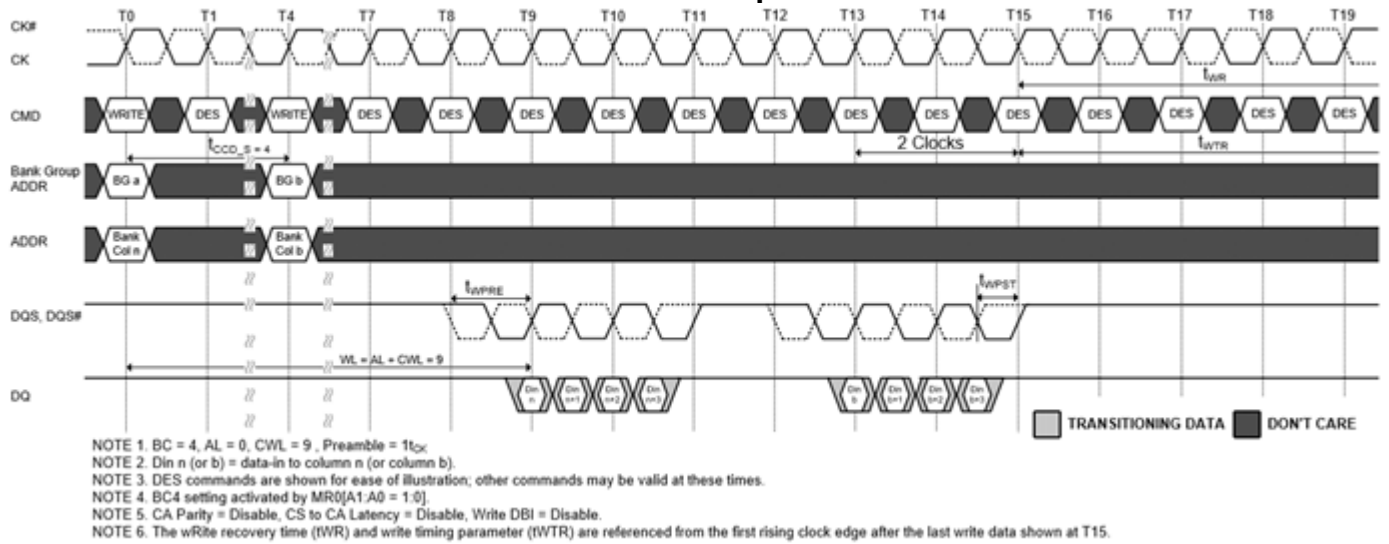 T0 T1 T4 T7 T8 T9 T10 T11 T12 T13 T14 T15 T16 T17 T18 T19
CK#
CK
tWR
CMD WRITE DES WRITE DES DES DES DES DES DES DES DES DES DES DES DES DES
tCCD_S = 4
2 Clocks
tWTR
Bank Group
ADDR
BG a BG b
ADDR
Bank
Col n
Bank
Col b
tWPRE
tWPST
DQS, DQS#
WL = AL + CWL = 9
DQ
Din
n
Din
n+1
Din
n+2
Din
n+3
Din
b
Din
b+1
Din
b+2
Din
b+3
TRANSITIONING DATA
DON'T CARE
NOTE 1. BC = 4, AL = 0, CWL = 9 , Preamble = 1tCK
NOTE 2. Din n (or b) = data-in to column n (or column b).
NOTE 3. DES commands are shown for ease of illustration; other commands may be valid at these times.
NOTE 4. BC4 setting activated by MR0[A1:A0 = 1:0].
NOTE 5. CA Parity = Disable, CS to CA Latency = Disable, Write DBI = Disable.
NOTE 6. The wRite recovery time (tWR) and write timing parameter (tWTR) are referenced from the first rising clock edge after the last write data shown at T15.